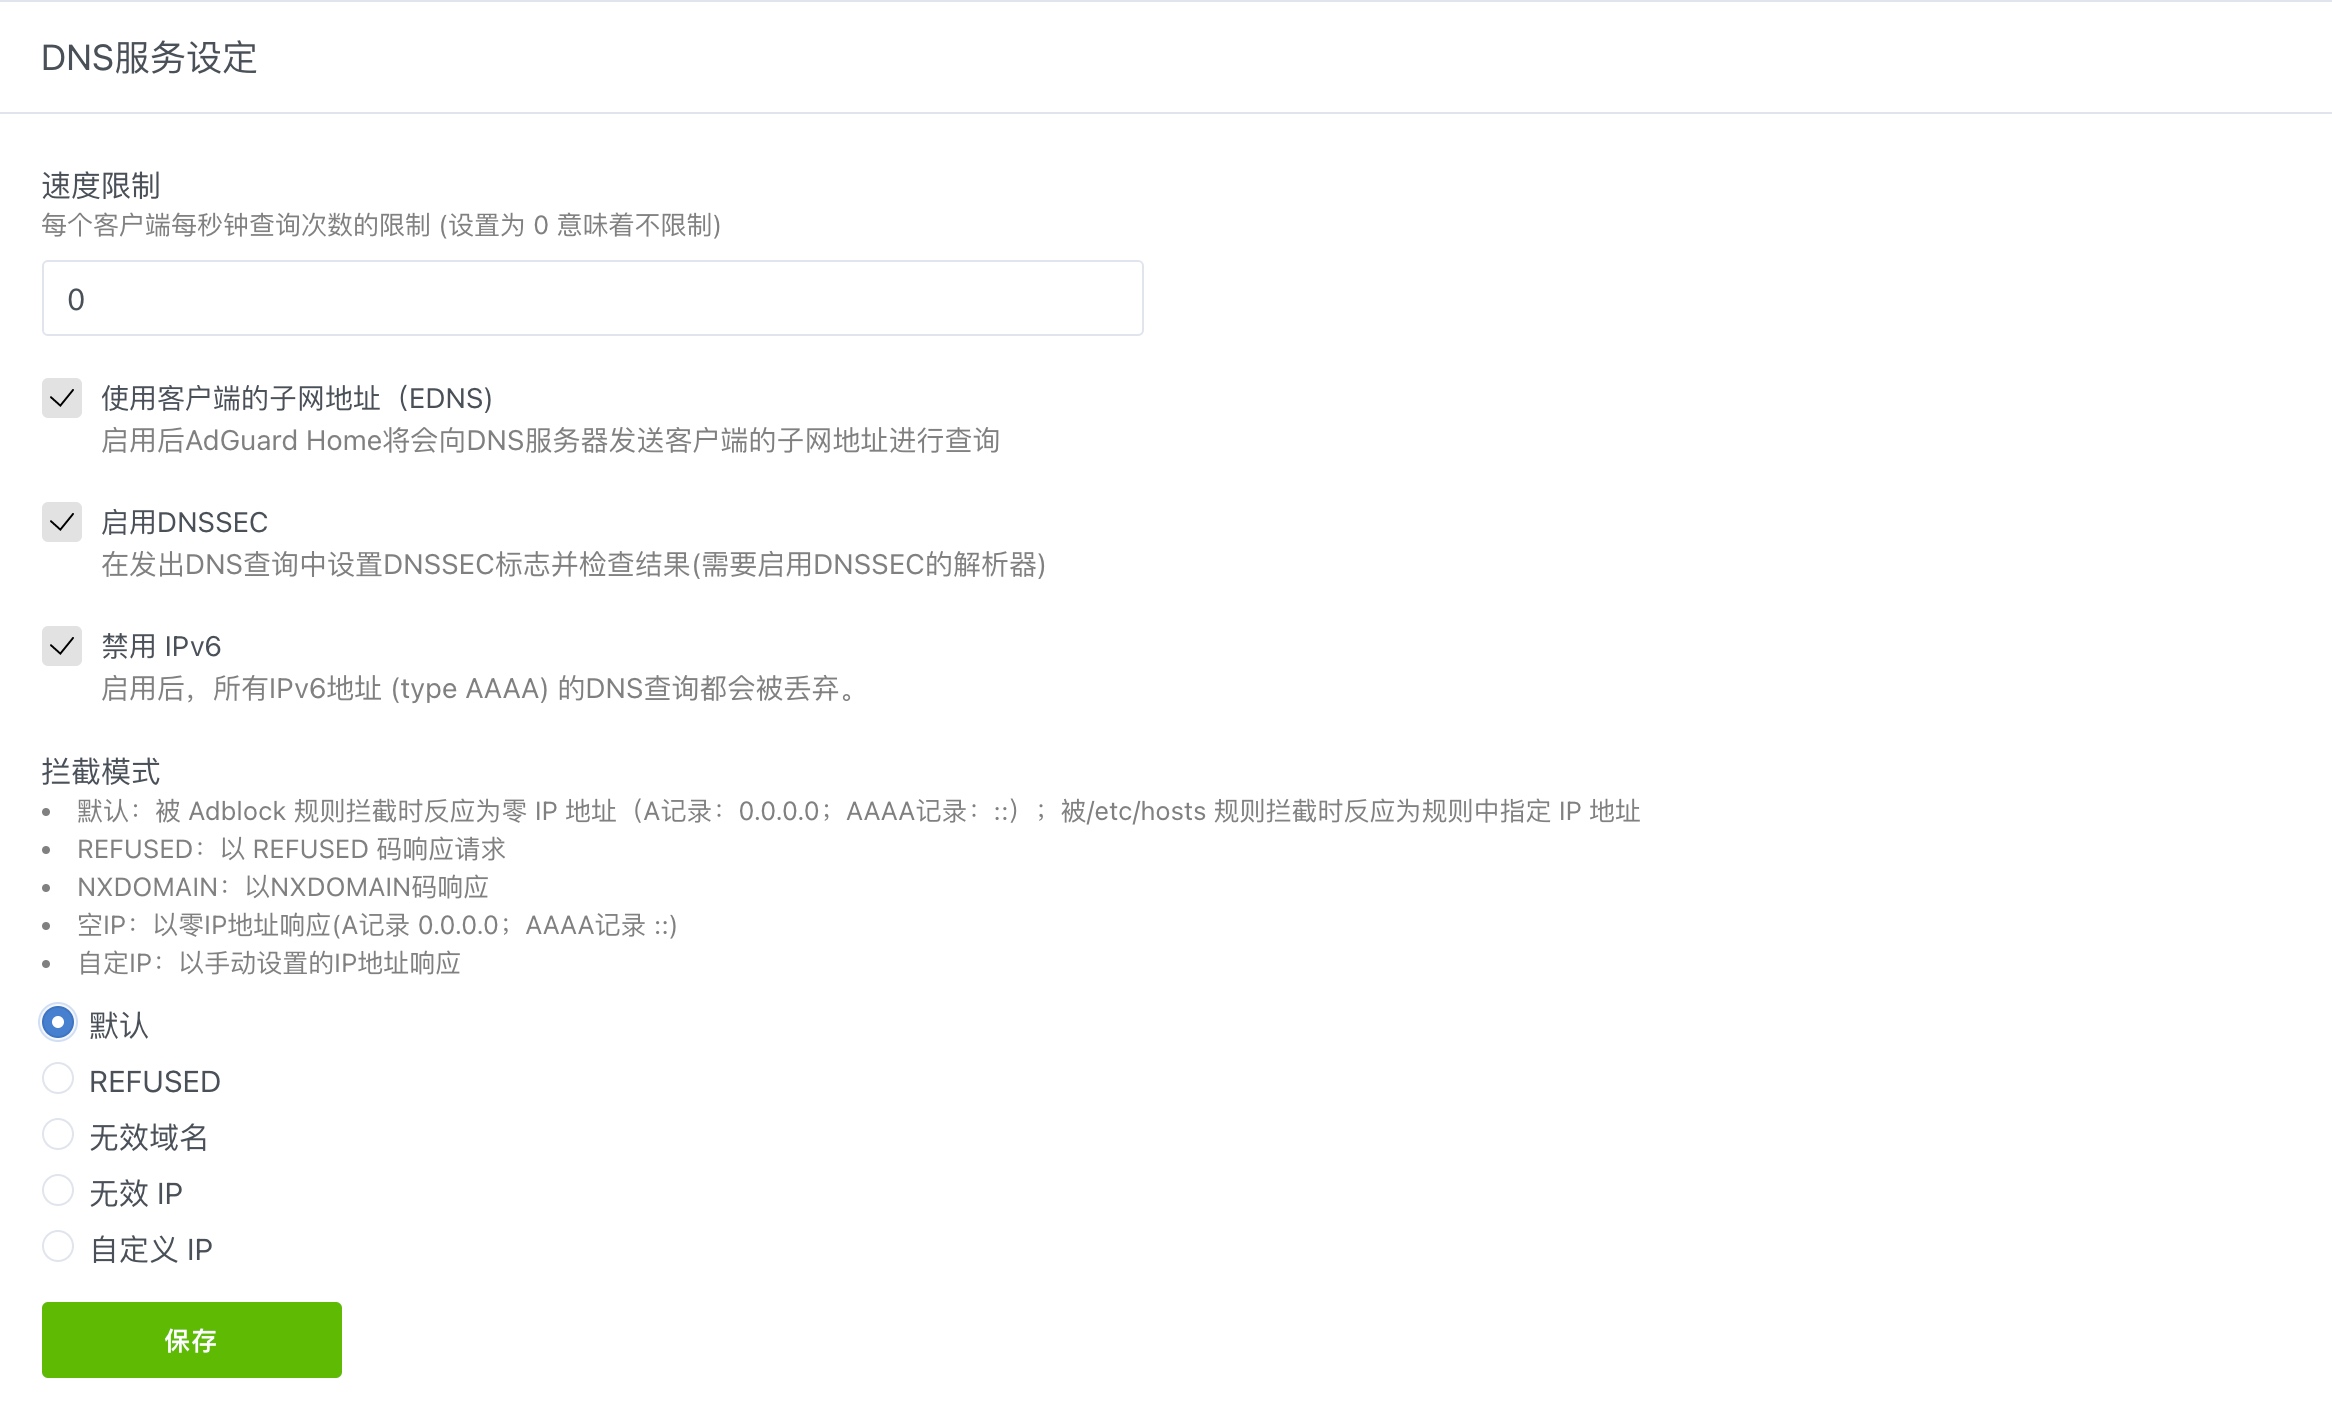 DNS服务设定
速度限制
每个客户端每秒钟查询次数的限制 (设置为 0 意味着不限制)
0
使用客户端的子网地址（EDNS)
启用后AdGuard Home将会向DNS服务器发送客户端的子网地址进行查询
启用DNSSEC
在发出DNS查询中设置DNSSEC标志并检查结果(需要启用DNSSEC的解析器)
禁用 IPv6
启用后，所有IPv6地址 (type AAAA) 的DNS查询都会被丢弃。
拦截模式
• 默认：被 Adblock 规则拦截时反应为零 IP 地址（A记录：0.0.0.0；AAAA记录：::）；被/etc/hosts 规则拦截时反应为规则中指定 IP 地址
• REFUSED：以 REFUSED 码响应请求
• NXDOMAIN：以NXDOMAIN码响应
• 空IP：以零IP地址响应(A记录 0.0.0.0；AAAA记录 ::)
• 自定IP：以手动设置的IP地址响应
默认
REFUSED
无效域名
无效 IP
自定义 IP
保存